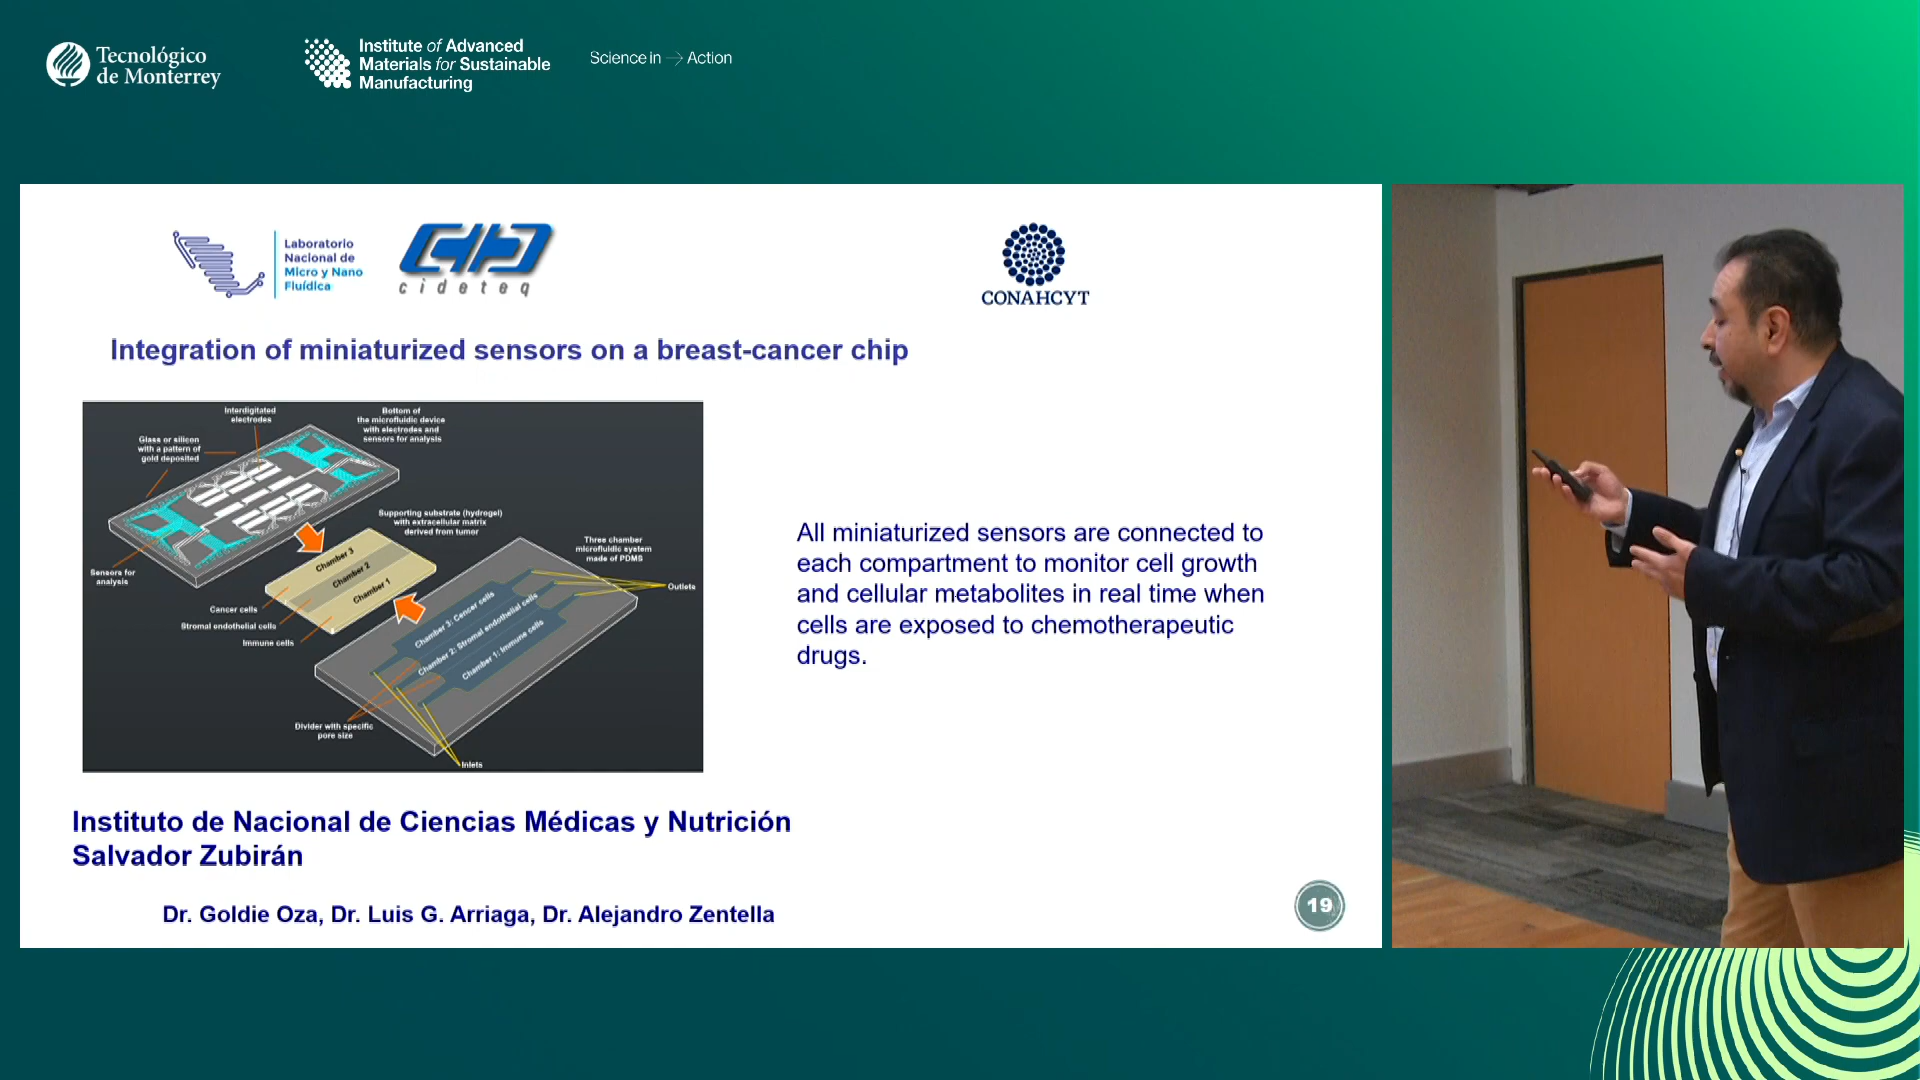 Tecnológico
de Monterrey
Institute of Advanced
Materials for Sustainable
Manufacturing
Science in → Action
Laboratorio
Nacional de
Micro y Nano
Fluídica
cideteq
CONAHCYT
Integration of miniaturized sensors on a breast-cancer chip
Interdigitated
electrodes
Bottom of
the microfluidic device
with electrodes and
sensors for analysis
Glass or silicon
with a pattern of
gold deposited
Supporting substrate (hydrogel)
with extracellular matrix
derived from tumor
Three chamber
microfluidic system
made of PDMS
Sensors for
analysis
Chamber 3
Chamber 2
Chamber 1
Outlets
Cancer cells
Stromal endothelial cells
Immune cells
Chamber 3: Cancer cells
Chamber 2: Stromal endothelial cells
Chamber 1: Immune cells
Divider with specific
pore size
Inlets
All miniaturized sensors are connected to
each compartment to monitor cell growth
and cellular metabolites in real time when
cells are exposed to chemotherapeutic
drugs.
Instituto de Nacional de Ciencias Médicas y Nutrición
Salvador Zubirán
Dr. Goldie Oza, Dr. Luis G. Arriaga, Dr. Alejandro Zentella
19